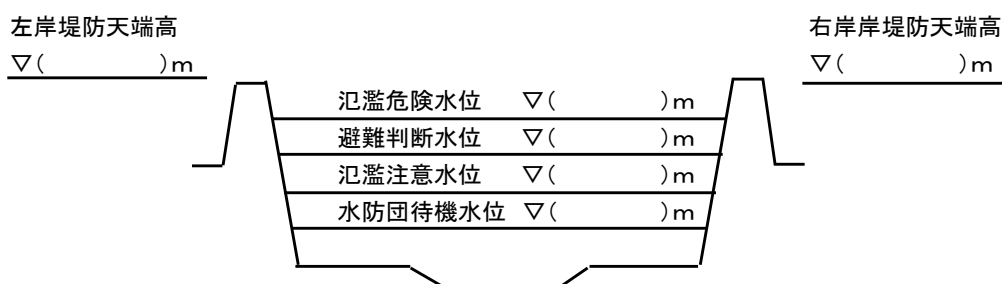 左岸堤防天端高
▽(　　　　　)m
右岸岸堤防天端高
▽(　　　　　)m
氾濫危険水位　▽(　　　　　)m
避難判断水位　▽(　　　　　)m
氾濫注意水位　▽(　　　　　)m
水防団待機水位　▽(　　　　　)m